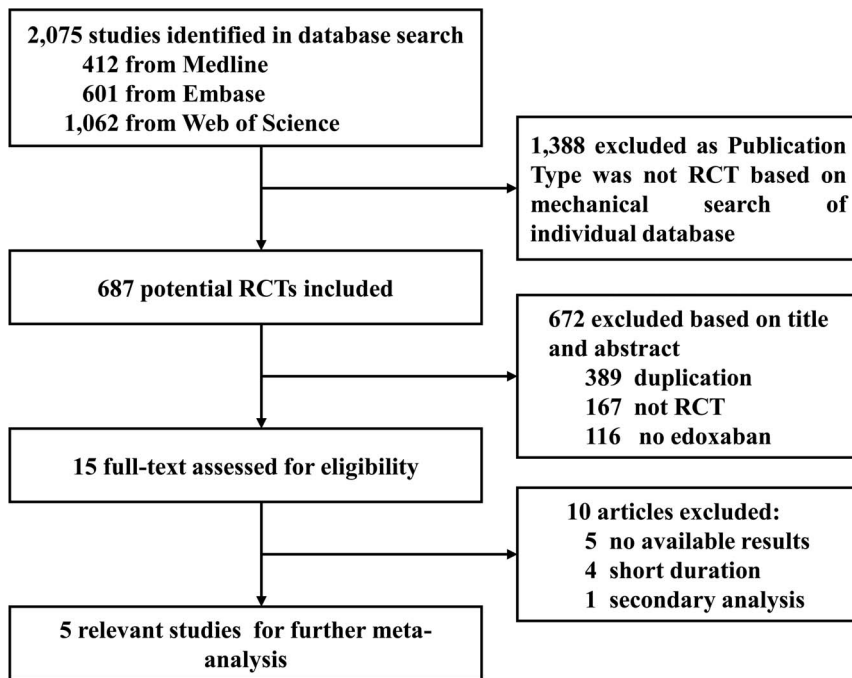 2,075 studies identified in database search
412 from Medline
601 from Embase
1,062 from Web of Science
1,388 excluded as Publication
Type was not RCT based on
mechanical search of
individual database
687 potential RCTs included
672 excluded based on title
and abstract
389 duplication
167 not RCT
116 no edoxaban
15 full-text assessed for eligibility
10 articles excluded:
5 no available results
4 short duration
1 secondary analysis
5 relevant studies for further meta-
analysis